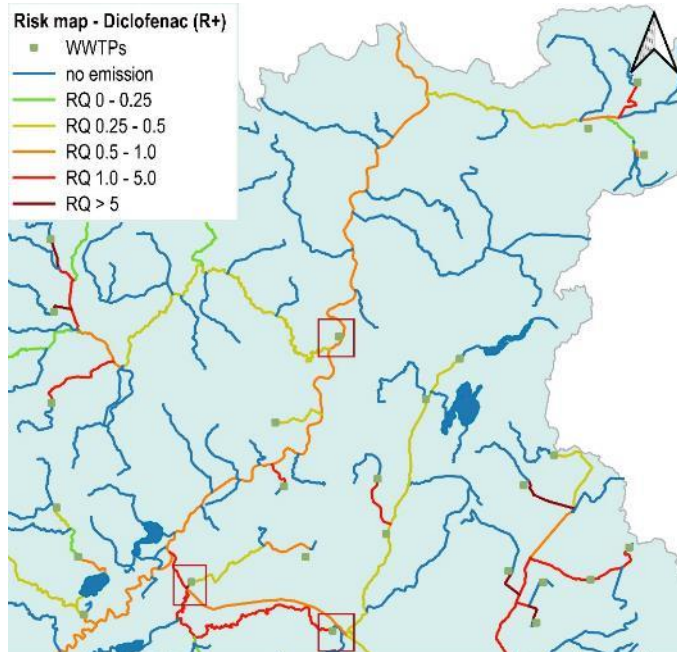 Risk map - Diclofenac (R+)
WWTPs
no emission
RQ 0 - 0.25
RQ 0.25 - 0.5
RQ 0.5 - 1.0
RQ 1.0 - 5.0
RQ > 5